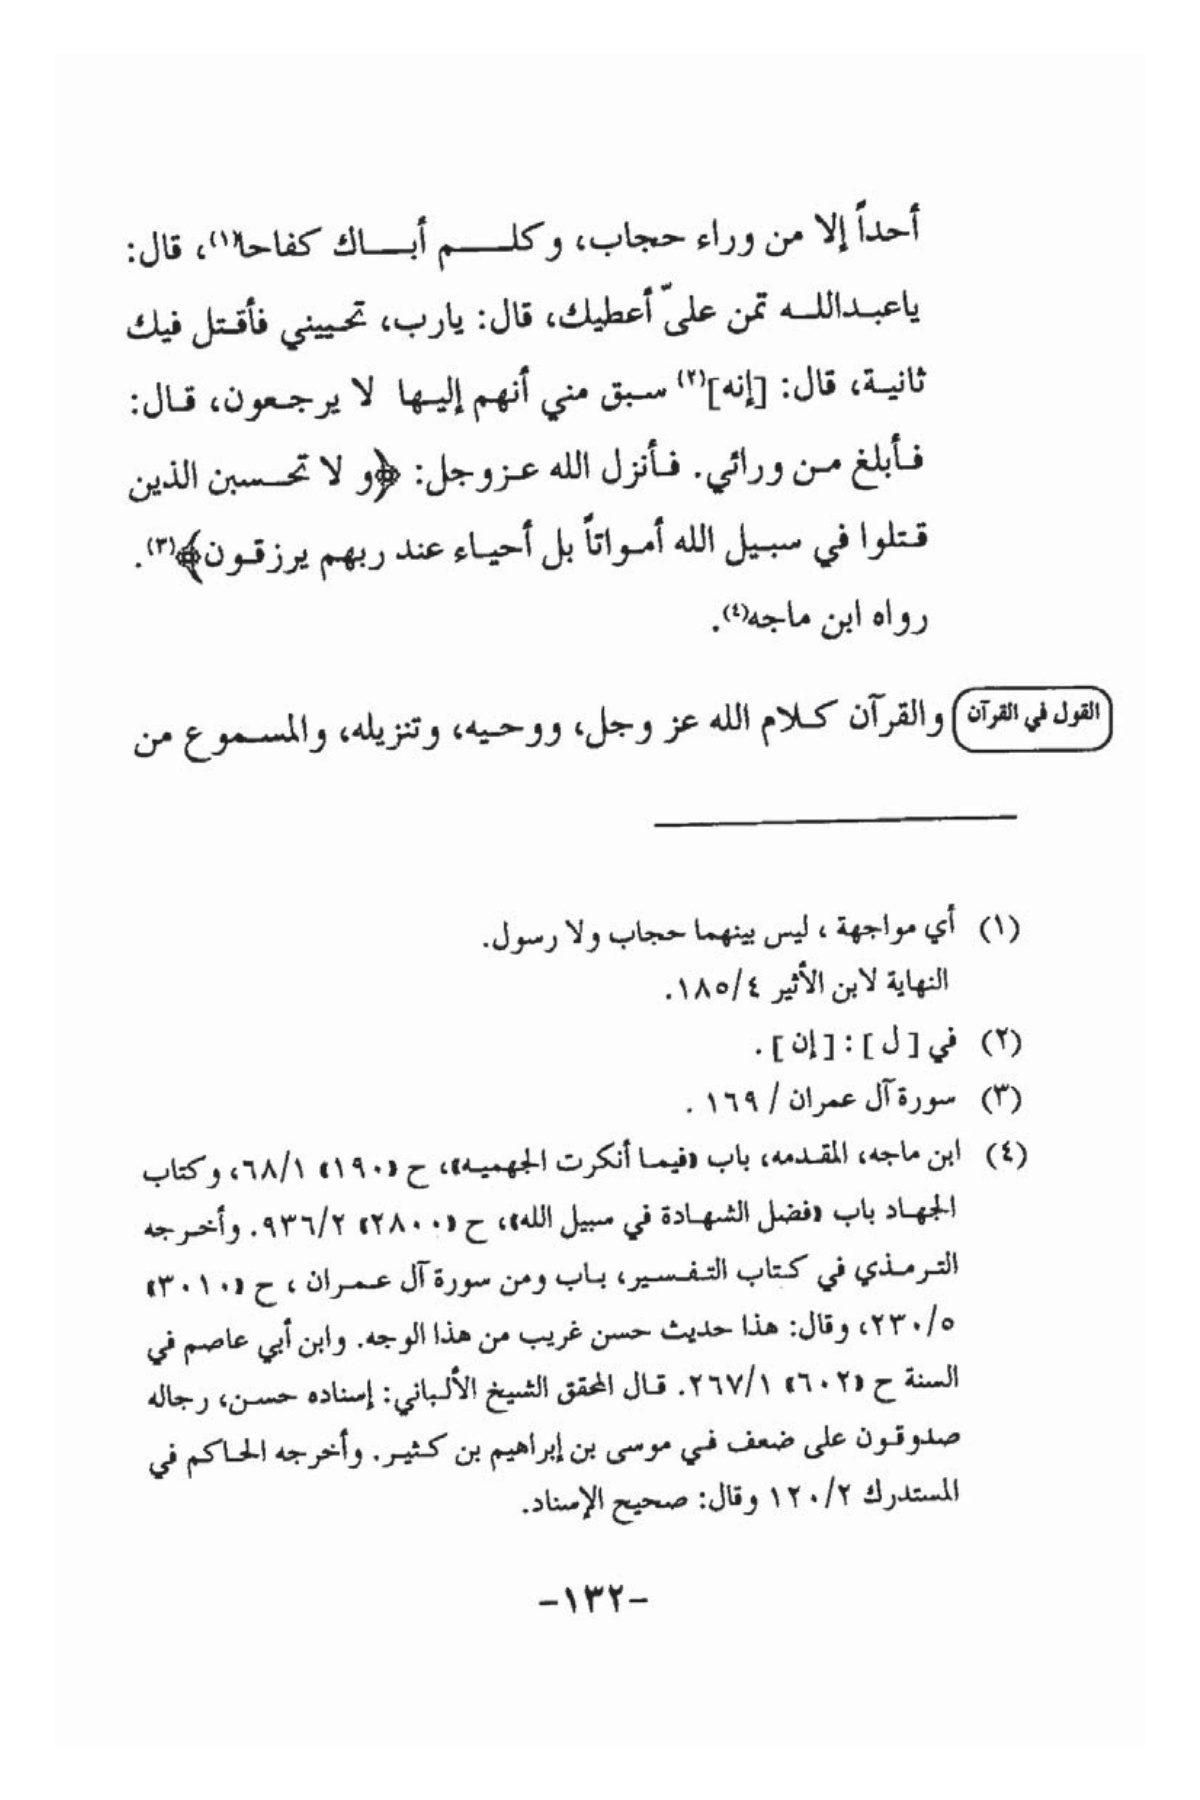 أحداً إلا من وراء حجاب، وكلـــــم أبـــاك كفاحا(١)، قال:
ياعبداللـه تمن عليّ أعطيك، قال: يارب، تحييني فأقتل فيك
ثانية، قال: [إنه](٢) سبق مني أنهم إليها لا يرجعون، قال:
فأبلغ من ورائي. فأنزل الله عزوجل: ﴿و لا تحسبن الذين
قتلوا في سبيل الله أمواتاً بل أحياء عند ربهم يرزقون﴾(٣).
رواه ابن ماجه(٤).
القول في القرآن
والقرآن كلام الله عز وجل، ووحيه، وتنزيله، والمسموع من
(١) أي مواجهة ، ليس بينهما حجاب ولا رسول.
النهاية لابن الأثير ٤/١٨٥.
(٢) في [ ل ] : [ إن ] .
(٣) سورة آل عمران / ١٦٩ .
(٤) ابن ماجه، المقدمه، باب «فيما أنكرت الجهميه»، ح «١٩٠» ٦٨/١، وكتاب
الجهاد باب «فضل الشهادة في سبيل الله»، ح «٢٨٠٠» ٩٣٦/٢. وأخرجه
الترمذي في كتاب التفسير، باب ومن سورة آل عمران ، ح «٣٠١٠»
٢٣٠/٥، وقال: هذا حديث حسن غريب من هذا الوجه. وابن أبي عاصم في
السنة ح «٦٠٢» ٢٦٧/١. قال المحقق الشيخ الألباني: إسناده حسن، رجاله
صدوقون على ضعف في موسى بن إبراهيم بن كثير. وأخرجه الحاكم في
المستدرك ١٢٠/٢ وقال: صحيح الإسناد.
-١٣٢-